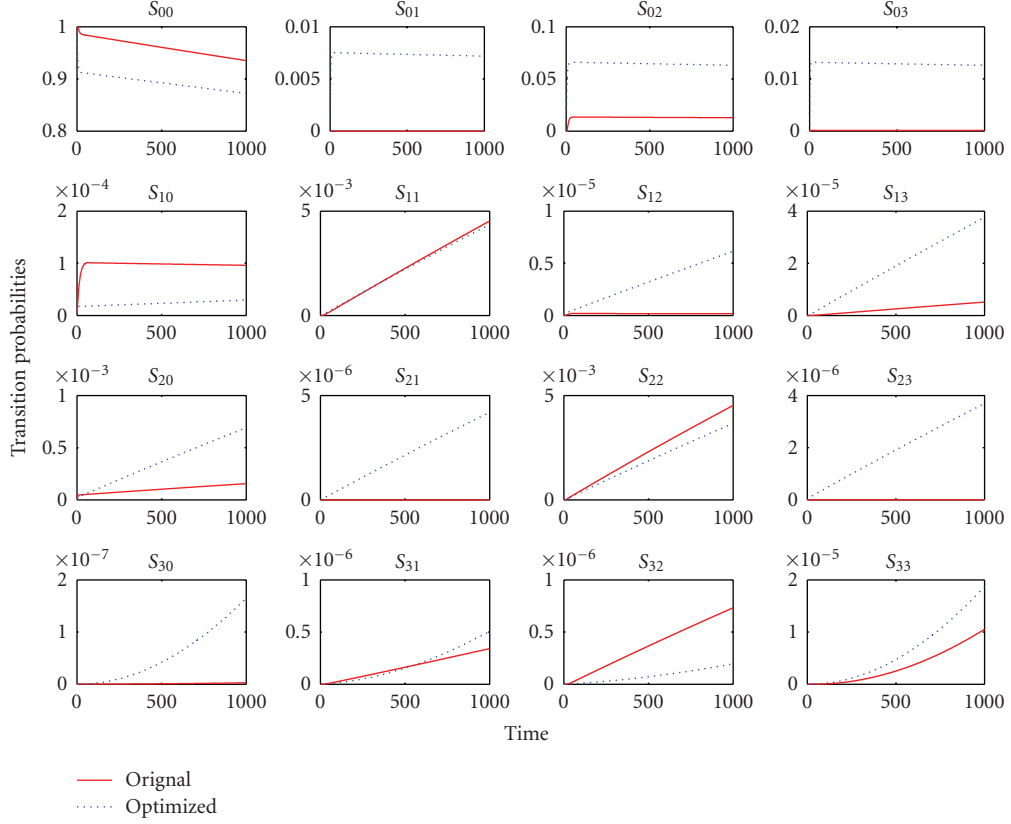 S00 S01 S02 S03
1 0.01 0.1 0.02
0.9 0.005 0.05 0.01
0.8 0 0 0
0 500 1000 0 500 1000 0 500 1000 0 500 1000
×10−4 S10 ×10−3 S11 ×10−5 S12 ×10−5 S13
2 5 1 4
1 0.5 2
0 0 0 0
0 500 1000 0 500 1000 0 500 1000 0 500 1000
×10−3 S20 ×10−6 S21 ×10−3 S22 ×10−6 S23
1 5 5 4
0.5 2
0 0 0 0
0 500 1000 0 500 1000 0 500 1000 0 500 1000
×10−7 S30 ×10−6 S31 ×10−6 S32 ×10−5 S33
2 1 1 2
1 0.5 0.5 1
0 0 0 0
0 500 1000 0 500 1000 0 500 1000 0 500 1000
Transition probabilities
Time
Orignal
Optimized